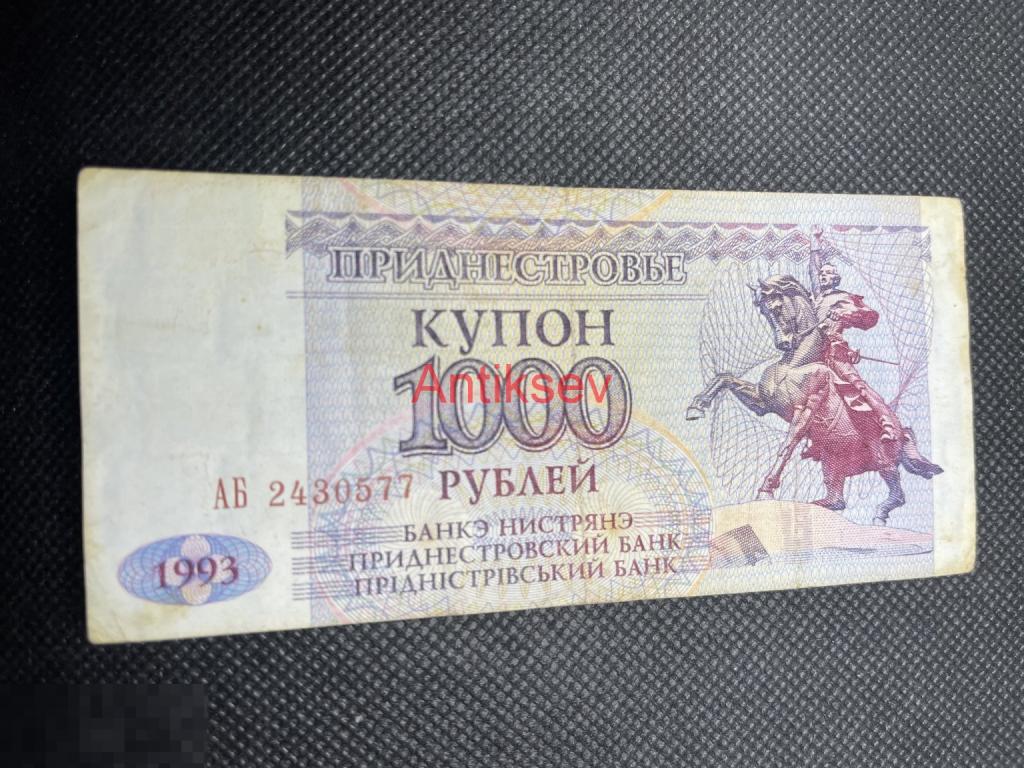 ПРИДНЕСТРОВЬЕ
КУПОН
1000
Antiksev
АБ 2430577 РУБЛЕЙ
БАНКЭ НИСТРЯНЭ
ПРИДНЕСТРОВСКИЙ БАНК
ПРІДНІСТРІВСЬКИЙ БАНК
1993